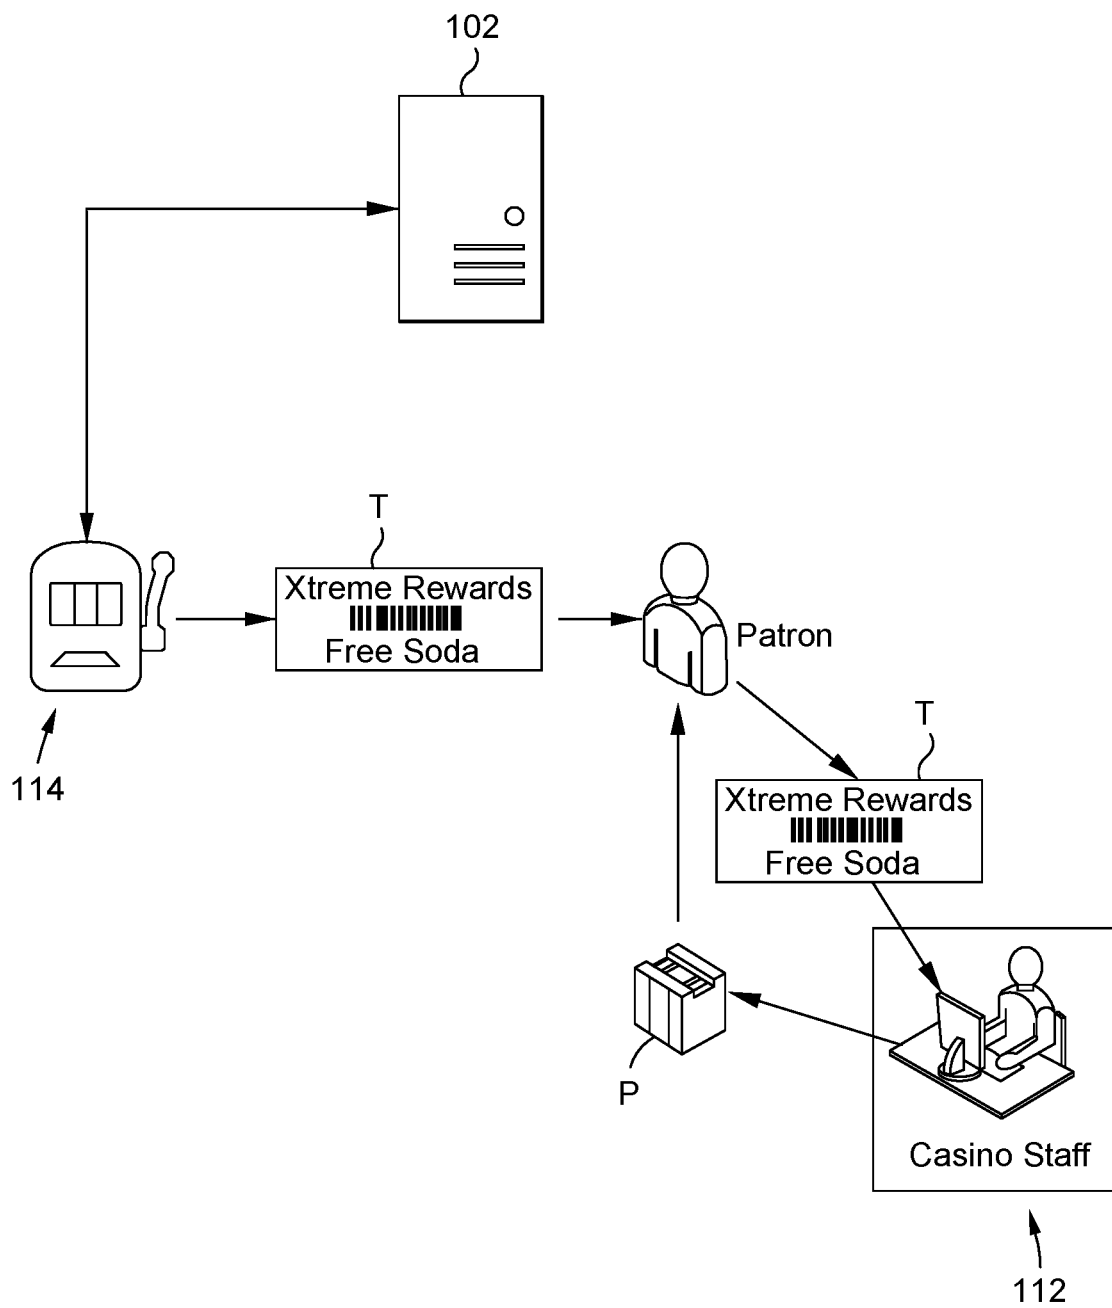 102
T
Xtreme Rewards
Free Soda
Patron
114
T
Xtreme Rewards
Free Soda
P
Casino Staff
112